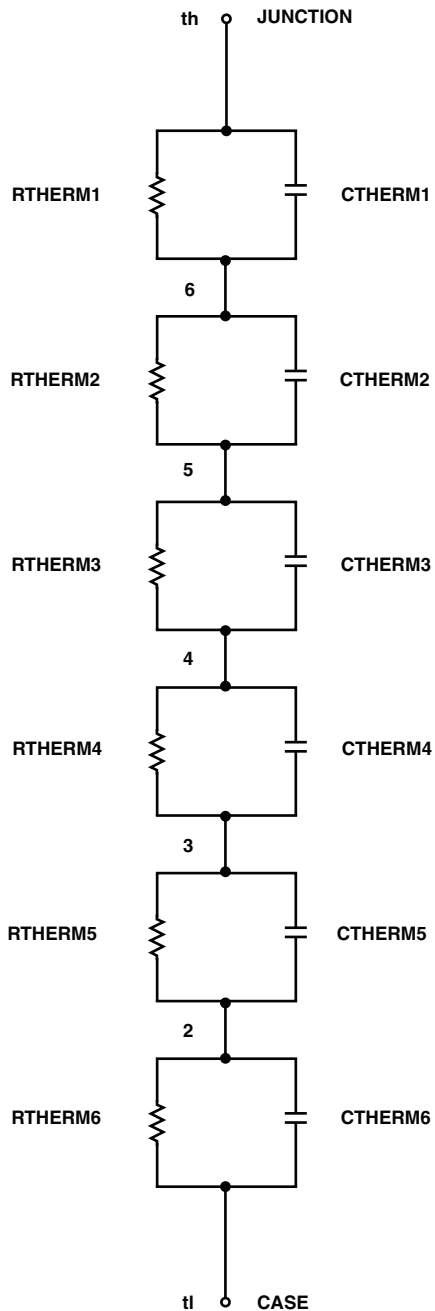 th JUNCTION
RTHERM1 CTHERM1
6
RTHERM2 CTHERM2
5
RTHERM3 CTHERM3
4
RTHERM4 CTHERM4
3
RTHERM5 CTHERM5
2
RTHERM6 CTHERM6
tl CASE